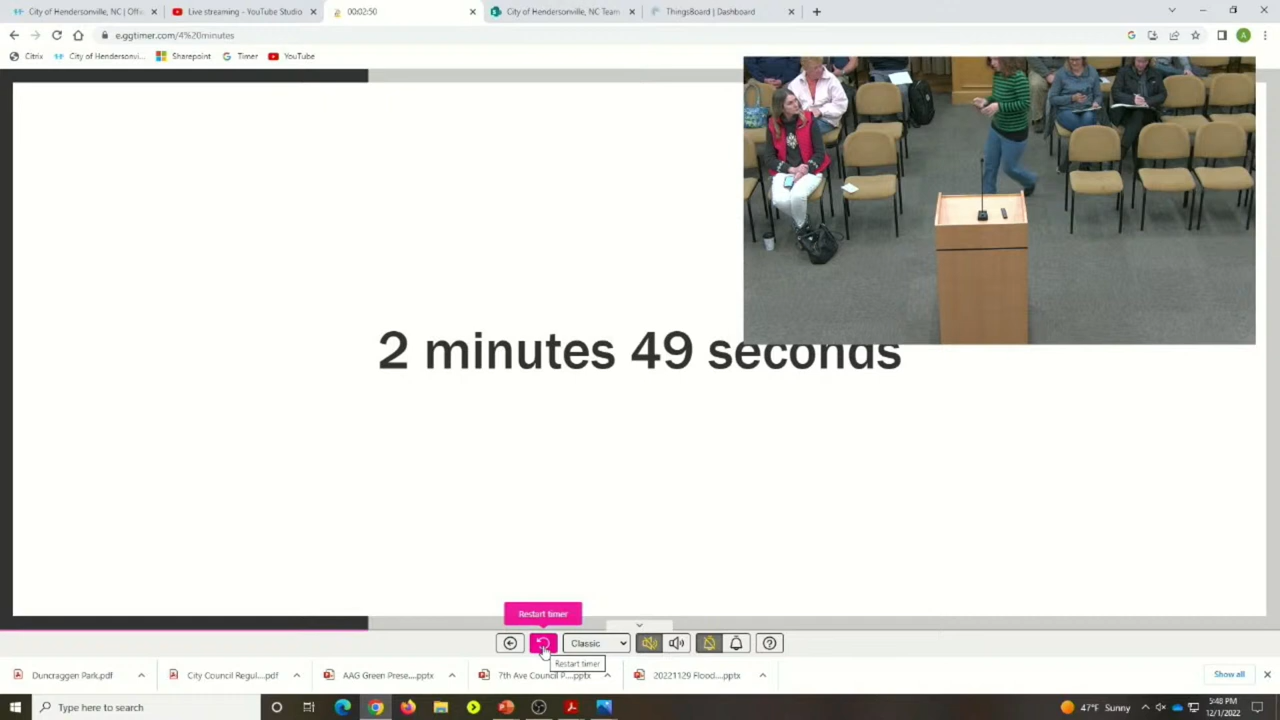 City of Hendersonville, NC | Offi
Live streaming - YouTube Studio
00:02:50
City of Hendersonville, NC Team
ThingsBoard | Dashboard
e.ggtimer.com/4%20minutes
A
Citrix
City of Hendersonvi...
Sharepoint
Timer
YouTube
2 minutes 49 seconds
Restart timer
Classic
Restart timer
Duncraggen Park.pdf
City Council Regul....pdf
AAG Green Prese....pptx
7th Ave Council P....pptx
20221129 Flood....pptx
Show all
Type here to search
47°F Sunny
5:48 PM
12/1/2022